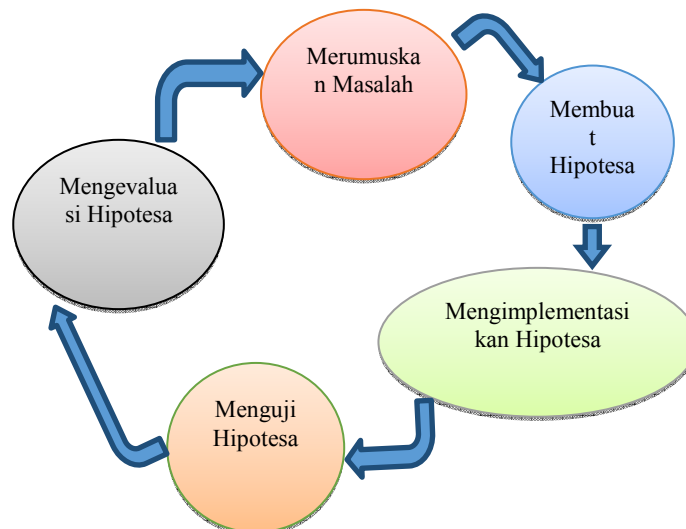 Merumuska
n Masalah
Membua
t
Hipotesa
Mengimplementasi
kan Hipotesa
Menguji
Hipotesa
Mengevalua
si Hipotesa